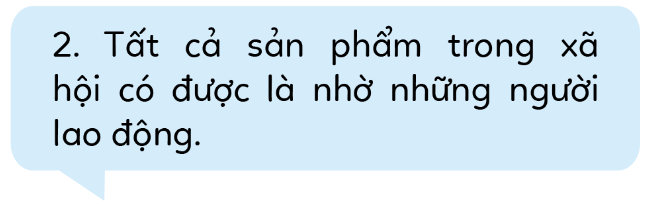 2. Tất cả sản phẩm trong xã
hội có được là nhờ những người
lao động.